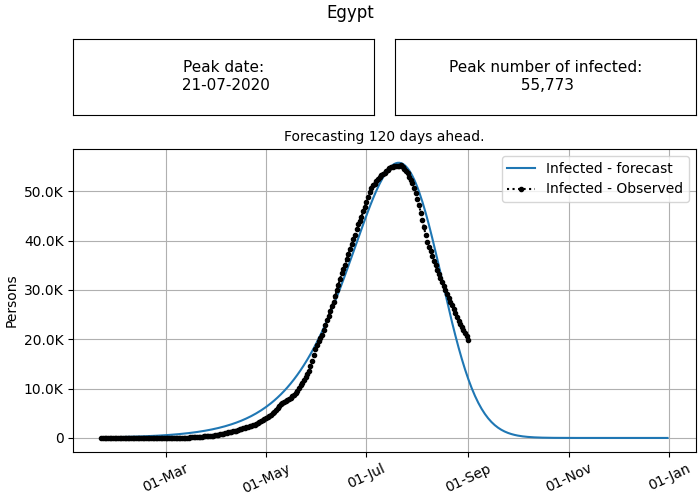 Egypt
Peak date:
21-07-2020
Peak number of infected:
55,773
Forecasting 120 days ahead.
Infected - forecast
Infected - Observed
Persons
50.0K
40.0K
30.0K
20.0K
10.0K
0
01-Mar
01-May
01-Jul
01-Sep
01-Nov
01-Jan